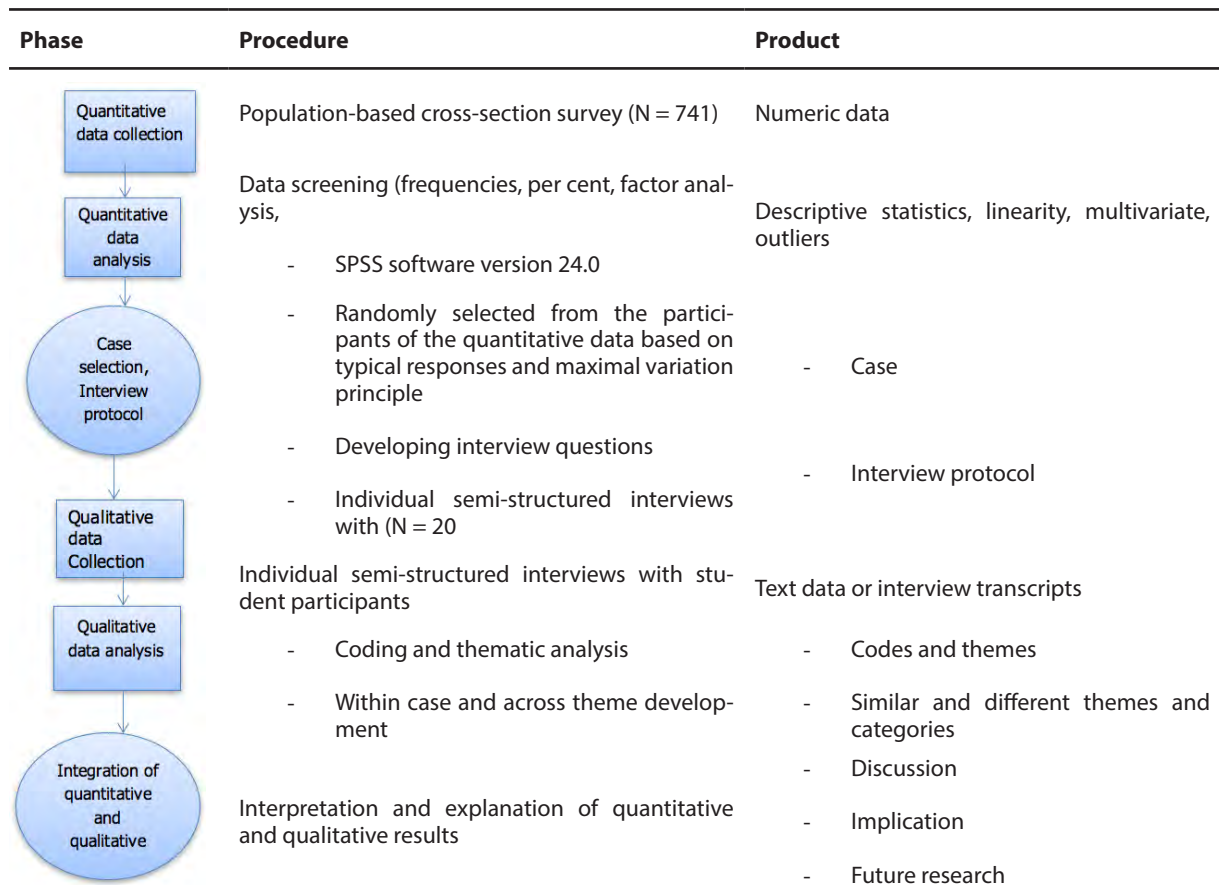 Phase Procedure Product
Quantitative
data collection
Population-based cross-section survey (N = 741)
Numeric data
Quantitative
data
analysis
Data screening (frequencies, per cent, factor anal-
ysis,
- SPSS software version 24.0
Descriptive statistics, linearity, multivariate,
outliers
Case
selection,
Interview
protocol
- Randomly selected from the partici-
pants of the quantitative data based on
typical responses and maximal variation
principle
- Developing interview questions
- Individual semi-structured interviews
with (N = 20
- Case
- Interview protocol
Qualitative
data
Collection
Individual semi-structured interviews with stu-
dent participants
Text data or interview transcripts
Qualitative
data analysis
- Coding and thematic analysis
- Within case and across theme develop-
ment
- Codes and themes
- Similar and different themes and
categories
Integration of
quantitative
and
qualitative
Interpretation and explanation of quantitative
and qualitative results
- Discussion
- Implication
- Future research